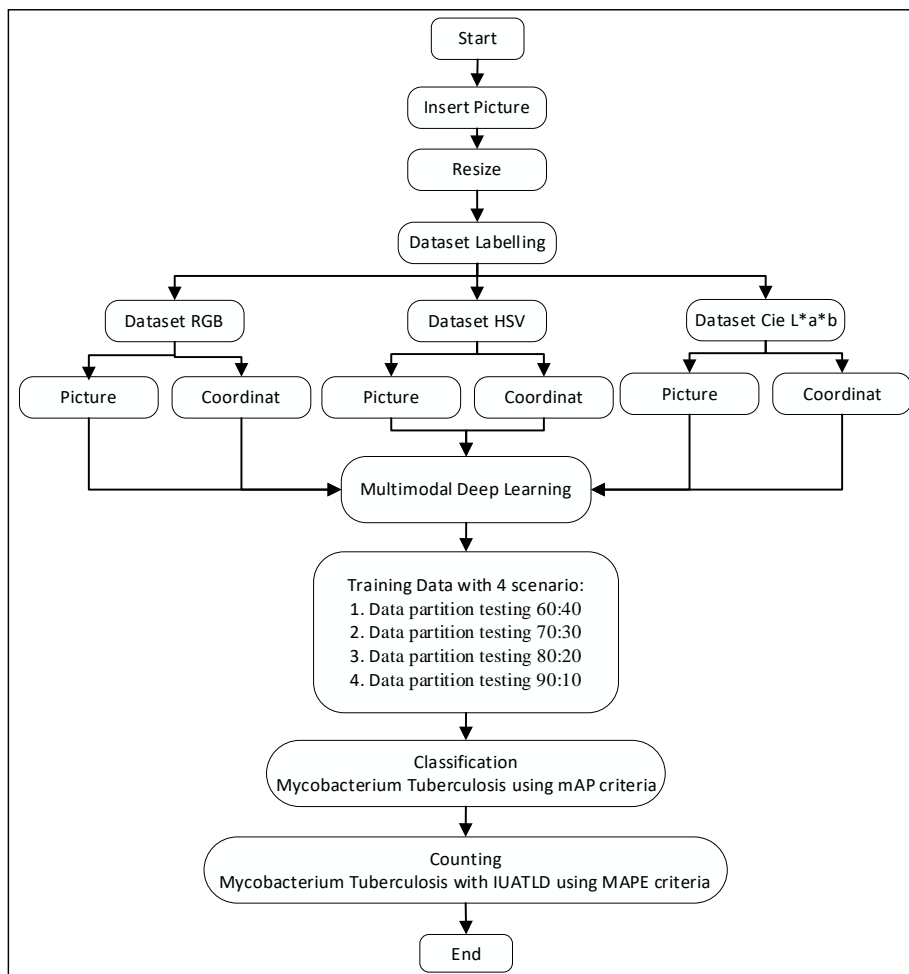 Start
Insert Picture
Resize
Dataset Labelling
Dataset RGB
Dataset HSV
Dataset Cie L*a*b
Picture
Coordinat
Picture
Coordinat
Picture
Coordinat
Multimodal Deep Learning
Training Data with 4 scenario:
1. Data partition testing 60:40
2. Data partition testing 70:30
3. Data partition testing 80:20
4. Data partition testing 90:10
Classification
Mycobacterium Tuberculosis using mAP criteria
Counting
Mycobacterium Tuberculosis with IUATLD using MAPE criteria
End